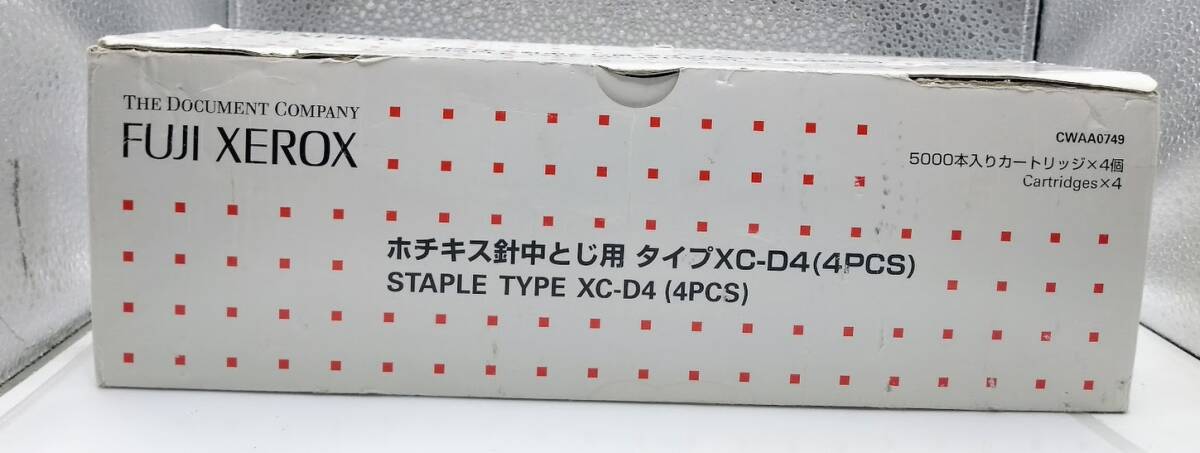 THE DOCUMENT COMPANY
FUJI XEROX
CWAA0749
5000本入りカートリッジ×4個
Cartridges×4
ホチキス針中とじ用 タイプXC-D4(4PCS)
STAPLE TYPE XC-D4 (4PCS)